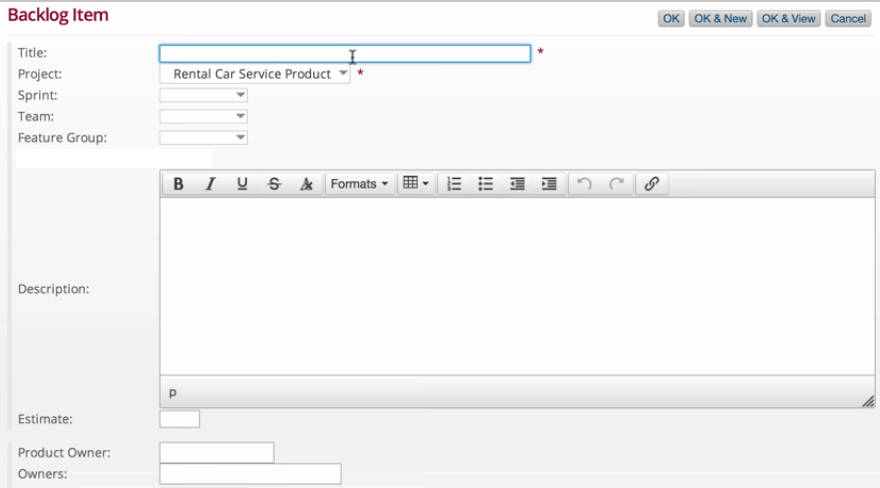 Backlog Item
OK OK & New OK & View Cancel
Title: *
Project: Rental Car Service Product *
Sprint:
Team:
Feature Group:
B I U S A Formats
Description:
p
Estimate:
Product Owner:
Owners: